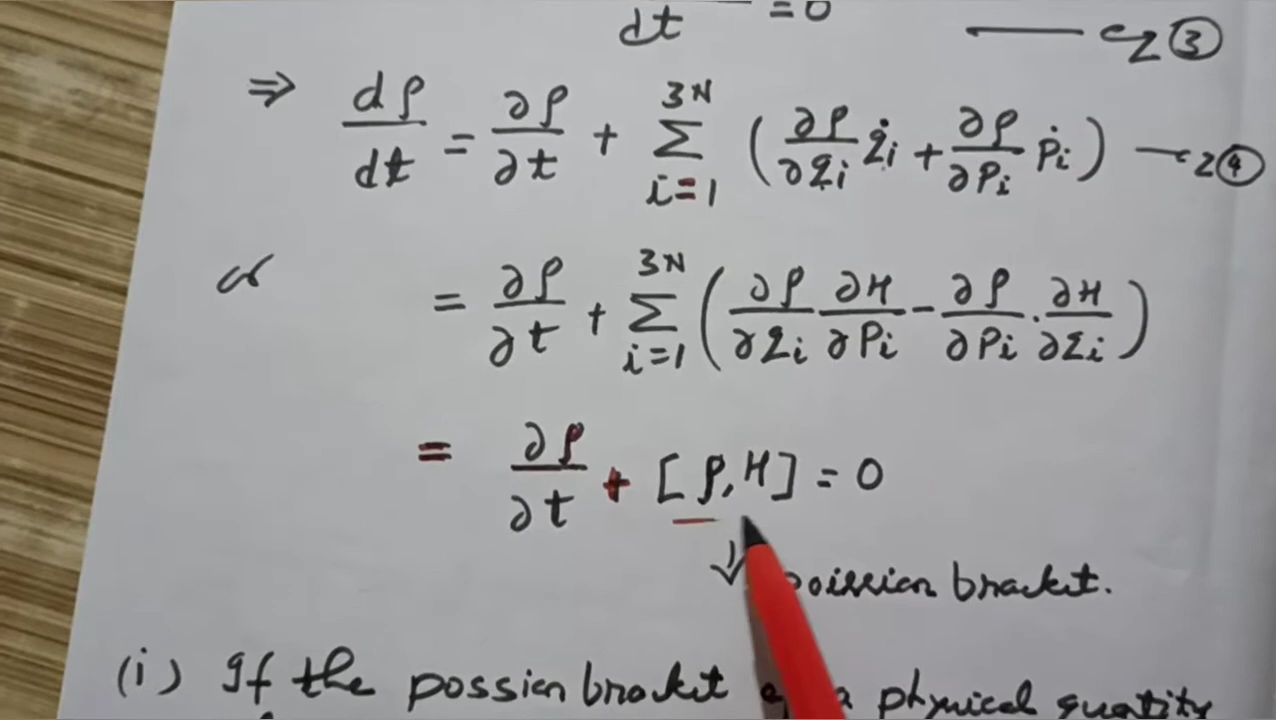 dt = 0 — eq ③
⇒ dρ/dt = ∂ρ/∂t + Σ_{i=1}^{3N} (∂ρ/∂q_i q̇_i + ∂ρ/∂p_i ṗ_i) — eq ④
or = ∂ρ/∂t + Σ_{i=1}^{3N} (∂ρ/∂q_i ∂H/∂p_i - ∂ρ/∂p_i . ∂H/∂q_i)
= ∂ρ/∂t + [ρ, H] = 0
↓ poission bracket.
(i) If the possion bracket a physical quatity